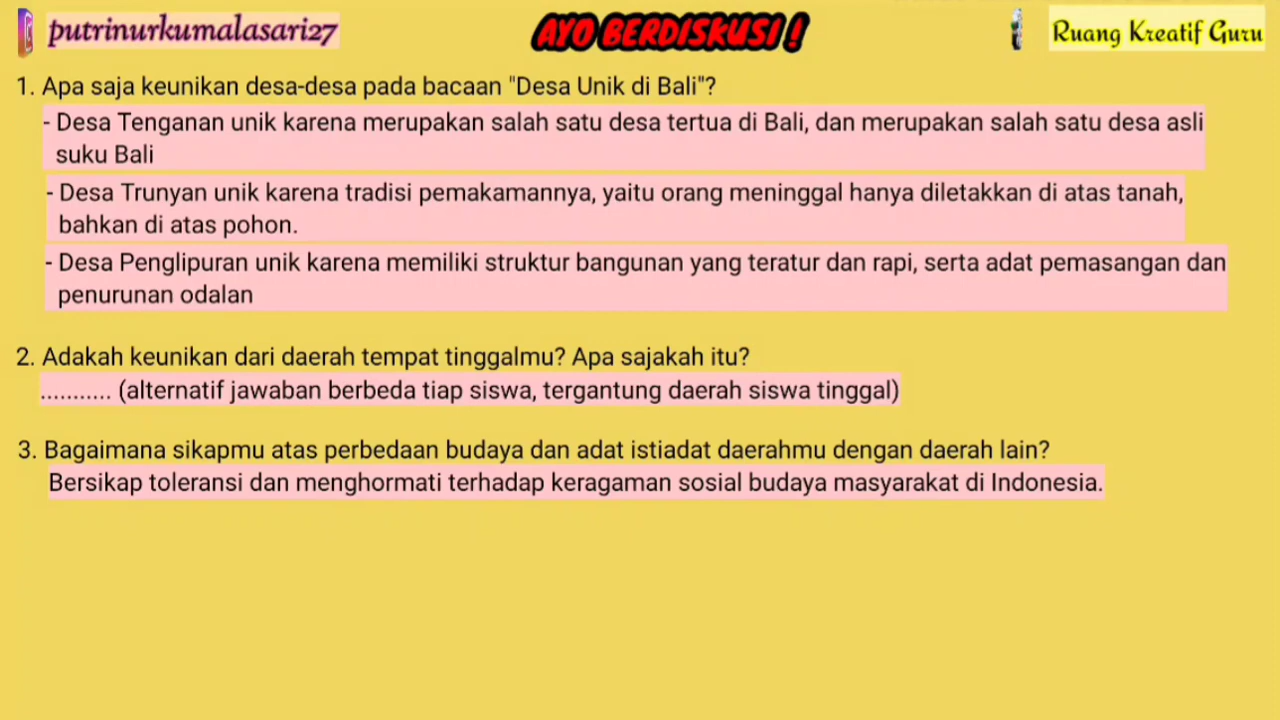 putrinurkumalasari27
AYO BERDISKUSI !
Ruang Kreatif Guru
1. Apa saja keunikan desa-desa pada bacaan "Desa Unik di Bali"?
- Desa Tenganan unik karena merupakan salah satu desa tertua di Bali, dan merupakan salah satu desa asli
suku Bali
- Desa Trunyan unik karena tradisi pemakamannya, yaitu orang meninggal hanya diletakkan di atas tanah,
bahkan di atas pohon.
- Desa Penglipuran unik karena memiliki struktur bangunan yang teratur dan rapi, serta adat pemasangan dan
penurunan odalan
2. Adakah keunikan dari daerah tempat tinggalmu? Apa sajakah itu?
........... (alternatif jawaban berbeda tiap siswa, tergantung daerah siswa tinggal)
3. Bagaimana sikapmu atas perbedaan budaya dan adat istiadat daerahmu dengan daerah lain?
Bersikap toleransi dan menghormati terhadap keragaman sosial budaya masyarakat di Indonesia.